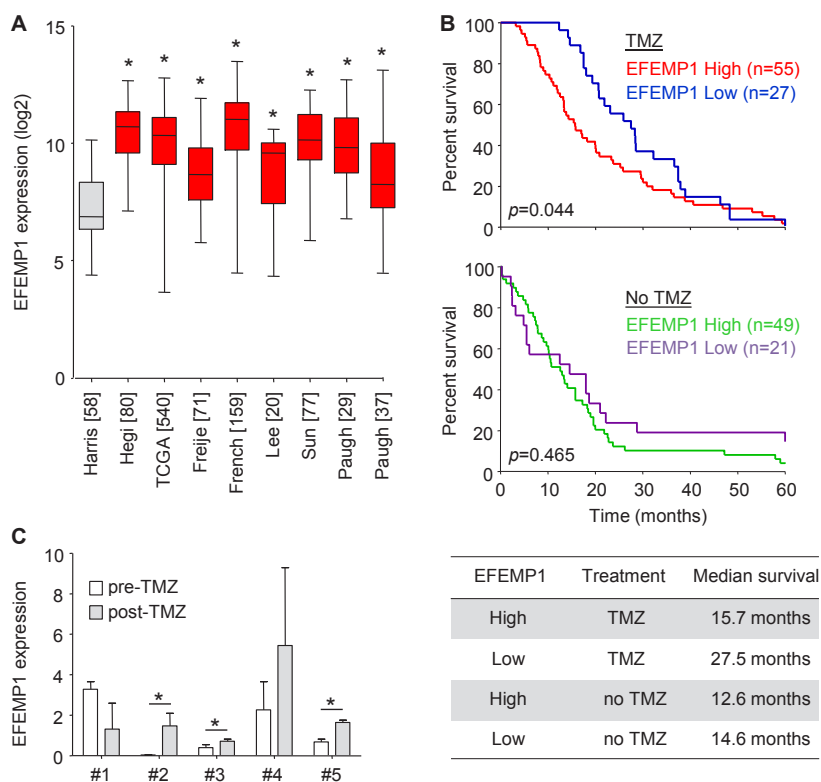 A
EFEMP1 expression (log2)
15
10
5
0
*
*
*
*
*
*
*
*
Harris [58]
Hegi [80]
TCGA [540]
Freije [71]
French [159]
Lee [20]
Sun [77]
Paugh [29]
Paugh [37]
B
Percent survival
100
80
60
40
20
0
TMZ
EFEMP1 High (n=55)
EFEMP1 Low (n=27)
p=0.044
Percent survival
100
80
60
40
20
0
No TMZ
EFEMP1 High (n=49)
EFEMP1 Low (n=21)
p=0.465
0 10 20 30 40 50 60
Time (months)
C
EFEMP1 expression
10
8
6
4
2
0
pre-TMZ
post-TMZ
*
*
*
#1 #2 #3 #4 #5
EFEMP1 Treatment Median survival
High TMZ 15.7 months
Low TMZ 27.5 months
High no TMZ 12.6 months
Low no TMZ 14.6 months